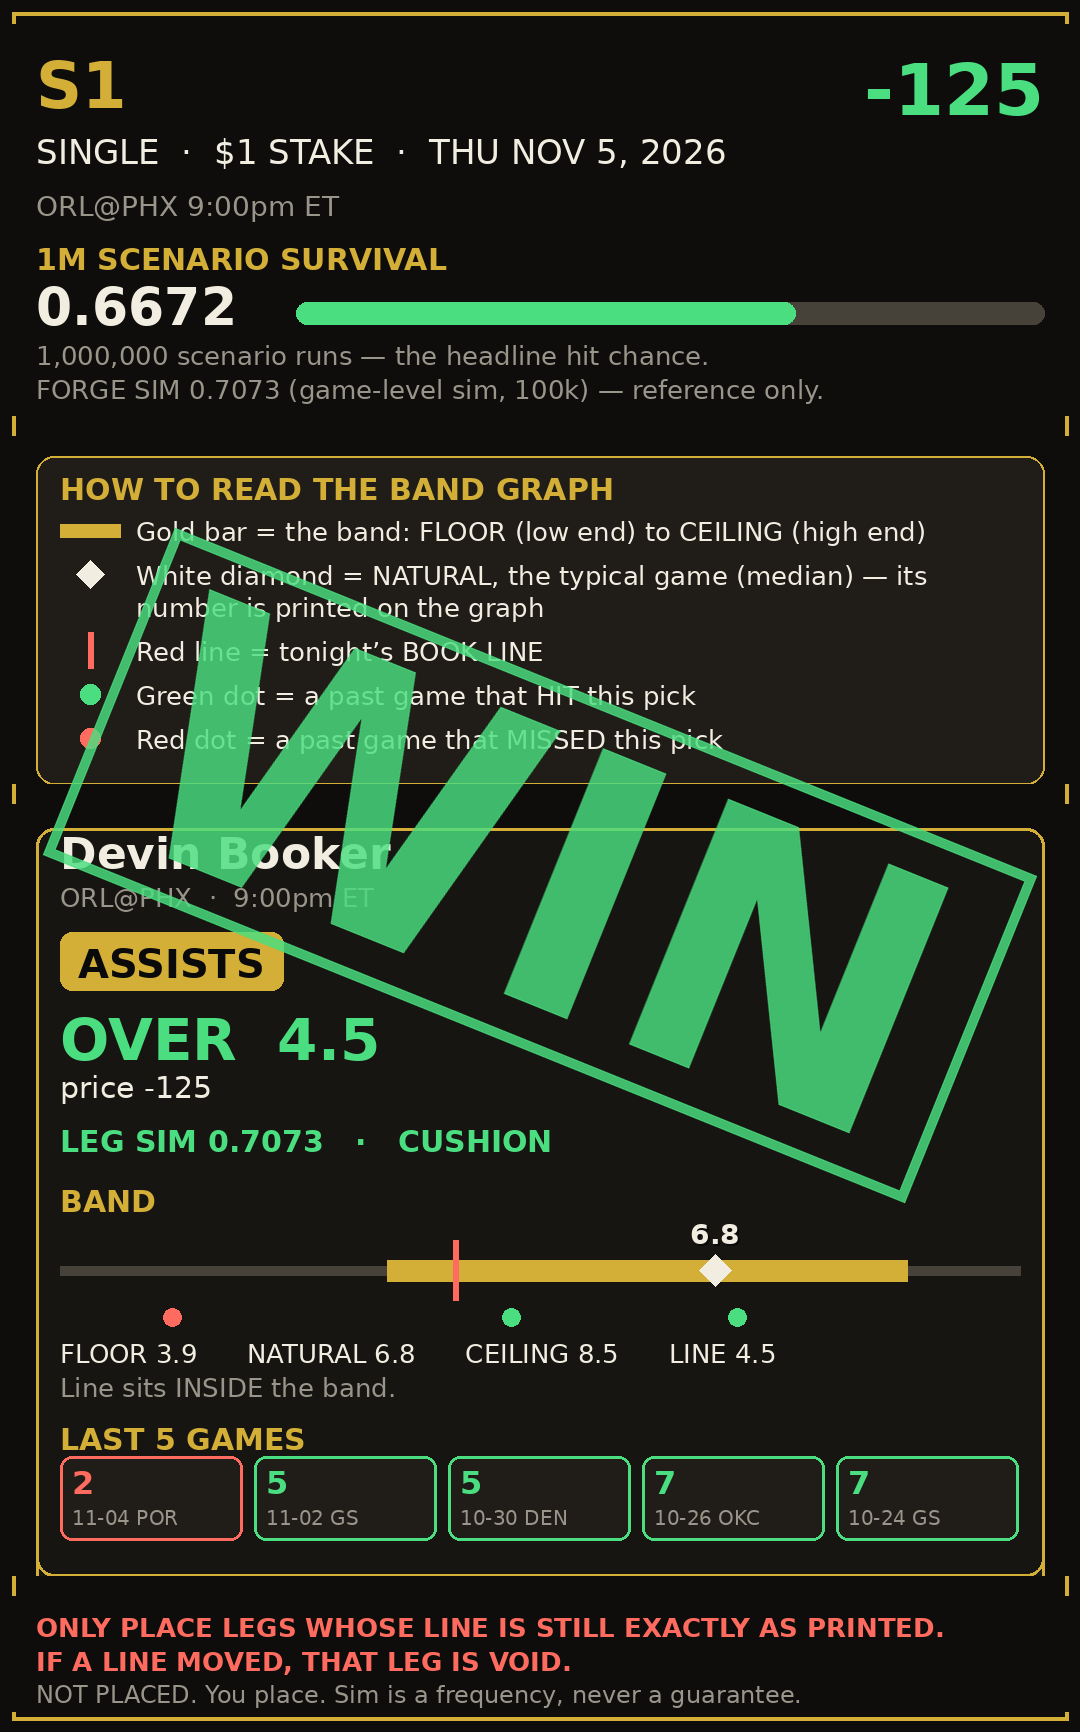 S1
-125
SINGLE · $1 STAKE · THU NOV 5, 2026
ORL@PHX 9:00pm ET
1M SCENARIO SURVIVAL
0.6672
1,000,000 scenario runs — the headline hit chance.
FORGE SIM 0.7073 (game-level sim, 100k) — reference only.
HOW TO READ THE BAND GRAPH
Gold bar = the band: FLOOR (low end) to CEILING (high end)
White diamond = NATURAL, the typical game (median) — its
number is printed on the graph
Red line = tonight’s BOOK LINE
Green dot = a past game that HIT this pick
Red dot = a past game that MISSED this pick
WIN
Devin Booker
ORL@PHX · 9:00pm ET
ASSISTS
OVER 4.5
price -125
LEG SIM 0.7073 · CUSHION
BAND
6.8
FLOOR 3.9 NATURAL 6.8 CEILING 8.5 LINE 4.5
Line sits INSIDE the band.
LAST 5 GAMES
2 5 5 7 7
11-04 POR 11-02 GS 10-30 DEN 10-26 OKC 10-24 GS
ONLY PLACE LEGS WHOSE LINE IS STILL EXACTLY AS PRINTED.
IF A LINE MOVED, THAT LEG IS VOID.
NOT PLACED. You place. Sim is a frequency, never a guarantee.